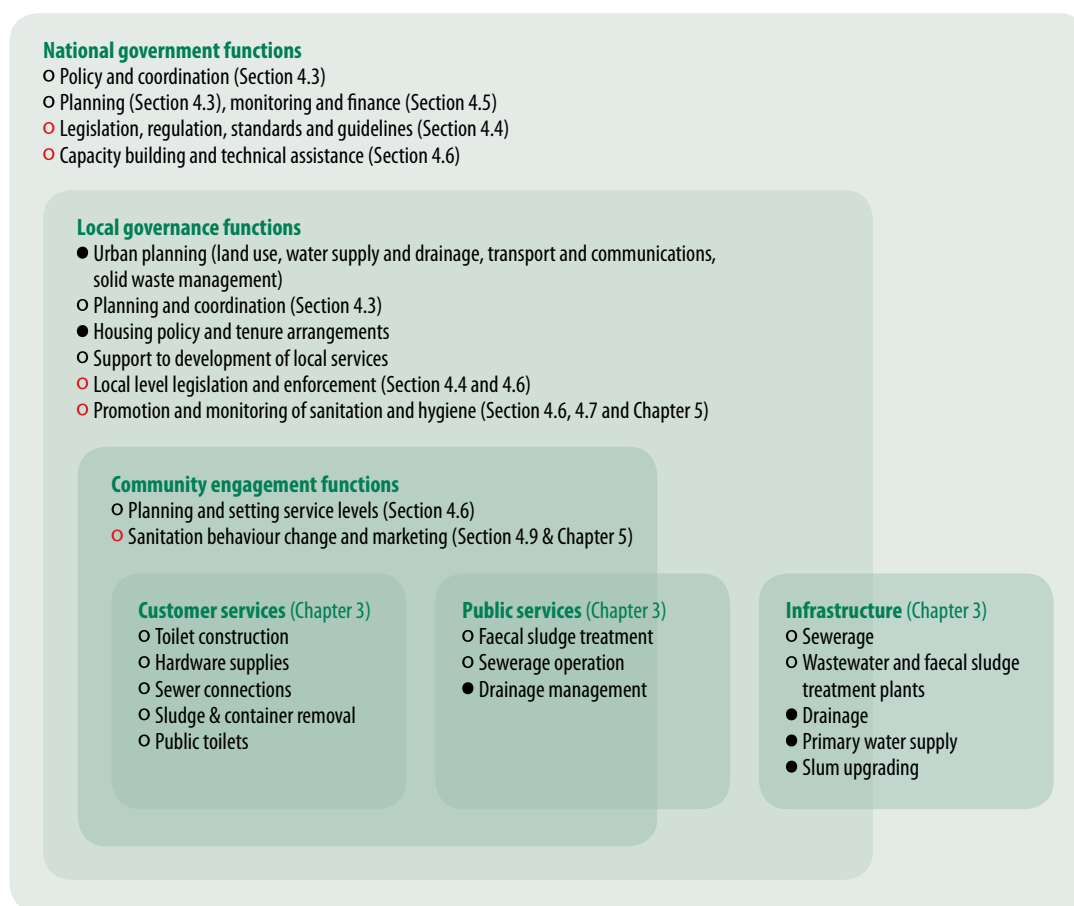 National government functions
o Policy and coordination (Section 4.3)
o Planning (Section 4.3), monitoring and finance (Section 4.5)
o Legislation, regulation, standards and guidelines (Section 4.4)
o Capacity building and technical assistance (Section 4.6)
Local governance functions
● Urban planning (land use, water supply and drainage, transport and communications,
solid waste management)
o Planning and coordination (Section 4.3)
● Housing policy and tenure arrangements
o Support to development of local services
o Local level legislation and enforcement (Section 4.4 and 4.6)
o Promotion and monitoring of sanitation and hygiene (Section 4.6, 4.7 and Chapter 5)
Community engagement functions
o Planning and setting service levels (Section 4.6)
o Sanitation behaviour change and marketing (Section 4.9 & Chapter 5)
Customer services (Chapter 3)
o Toilet construction
o Hardware supplies
o Sewer connections
o Sludge & container removal
o Public toilets
Public services (Chapter 3)
o Faecal sludge treatment
o Sewerage operation
● Drainage management
Infrastructure (Chapter 3)
o Sewerage
o Wastewater and faecal sludge
treatment plants
● Drainage
● Primary water supply
● Slum upgrading